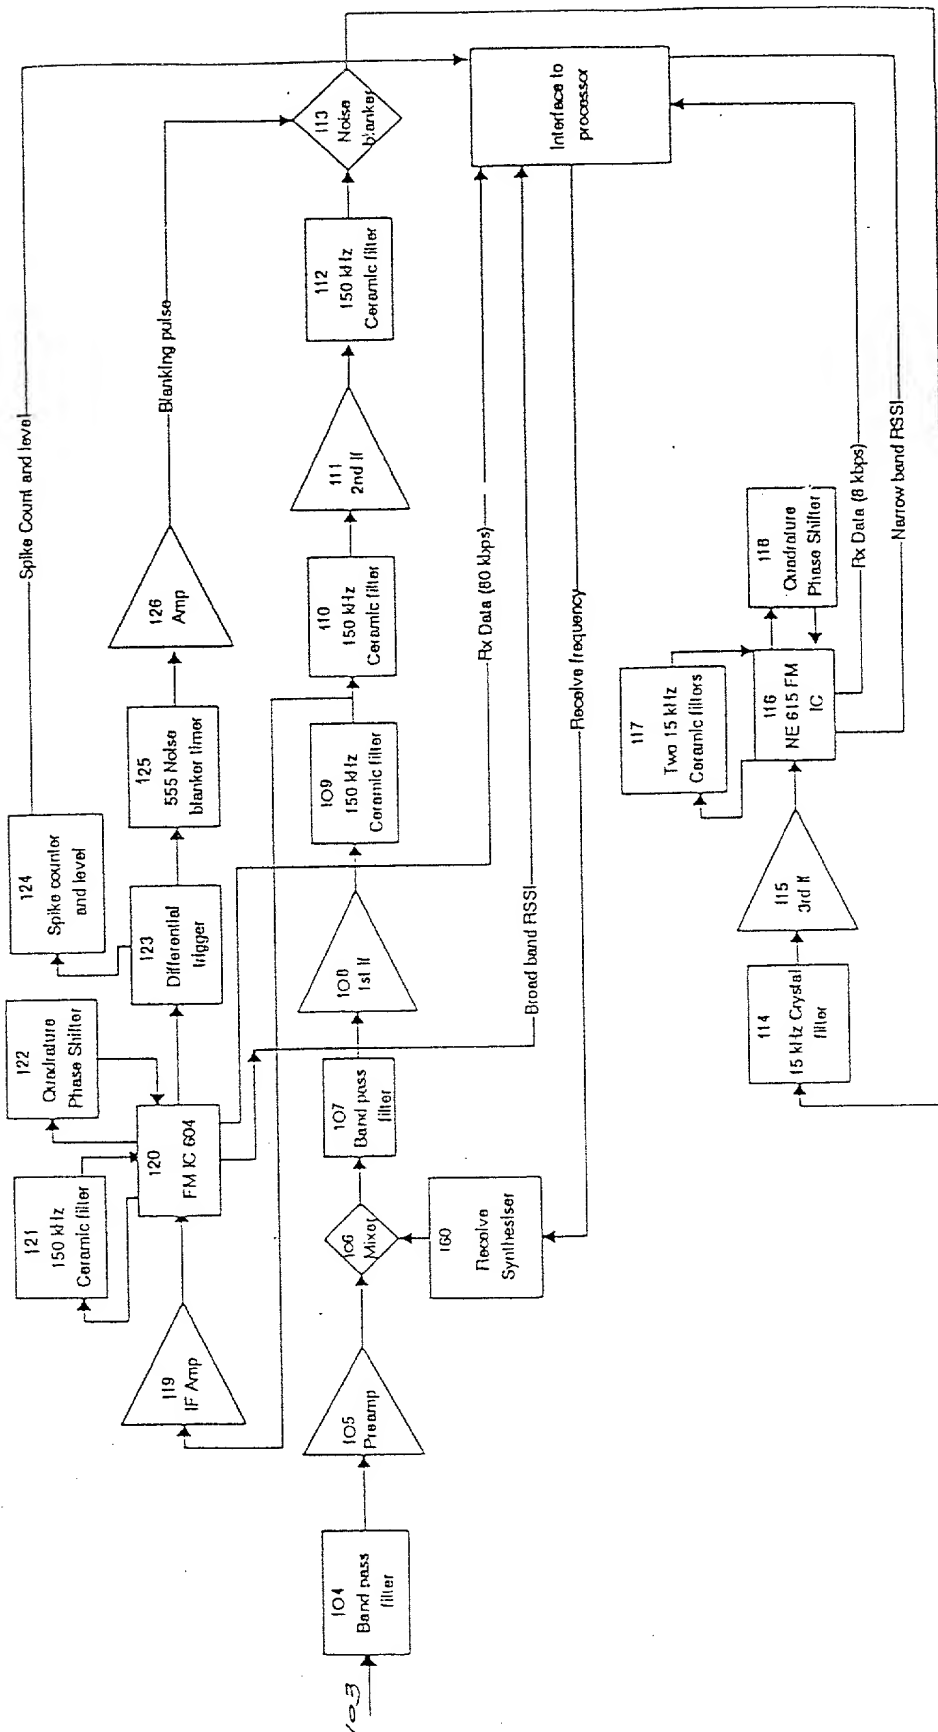 Spike Count and level
124
Spike counter
and level
122
Quadrature
Phase Shifter
121
150 kHz
Ceramic filter
120
FM IC 604
123
Differential
trigger
125
555 Noise
blanker timer
126
Amp
Blanking pulse
113
Noise
blanker
119
IF Amp
103
104
Band pass
filter
105
Preamp
106
Mixer
107
Band pass
filter
108
1st If
109
150 kHz
Ceramic filter
110
150 kHz
Ceramic filter
111
2nd If
112
150 kHz
Ceramic filter
160
Receive
Synthesiser
Rx Data (80 kbps)
Broad band RSSI
Receive frequency
Interface to
processor
114
15 kHz Crystal
filter
115
3rd If
116
NE 615 FM
IC
117
Two 15 kHz
Ceramic filters
118
Quadrature
Phase Shifter
Rx Data (8 kbps)
Narrow band RSSI